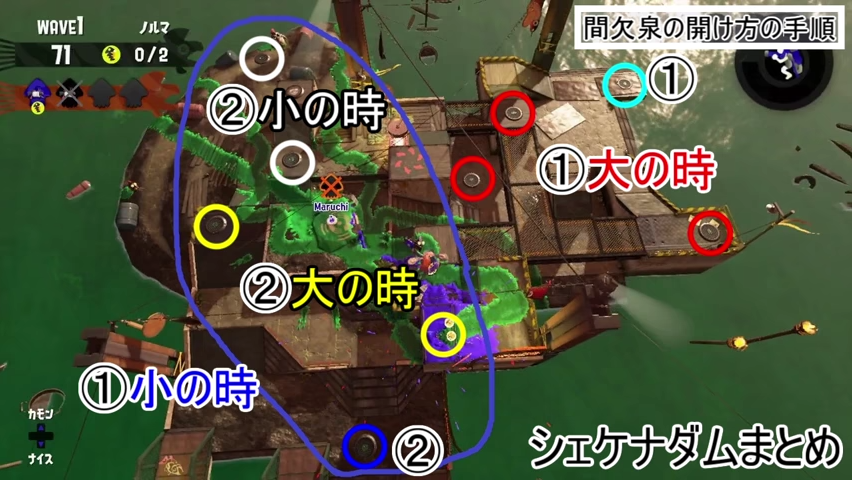 WAVE1
ノルマ
71
0/2
間欠泉の開け方の手順
①
②小の時
①大の時
Maruchi
②大の時
①小の時
②
カモン
ナイス
シェケナダムまとめ